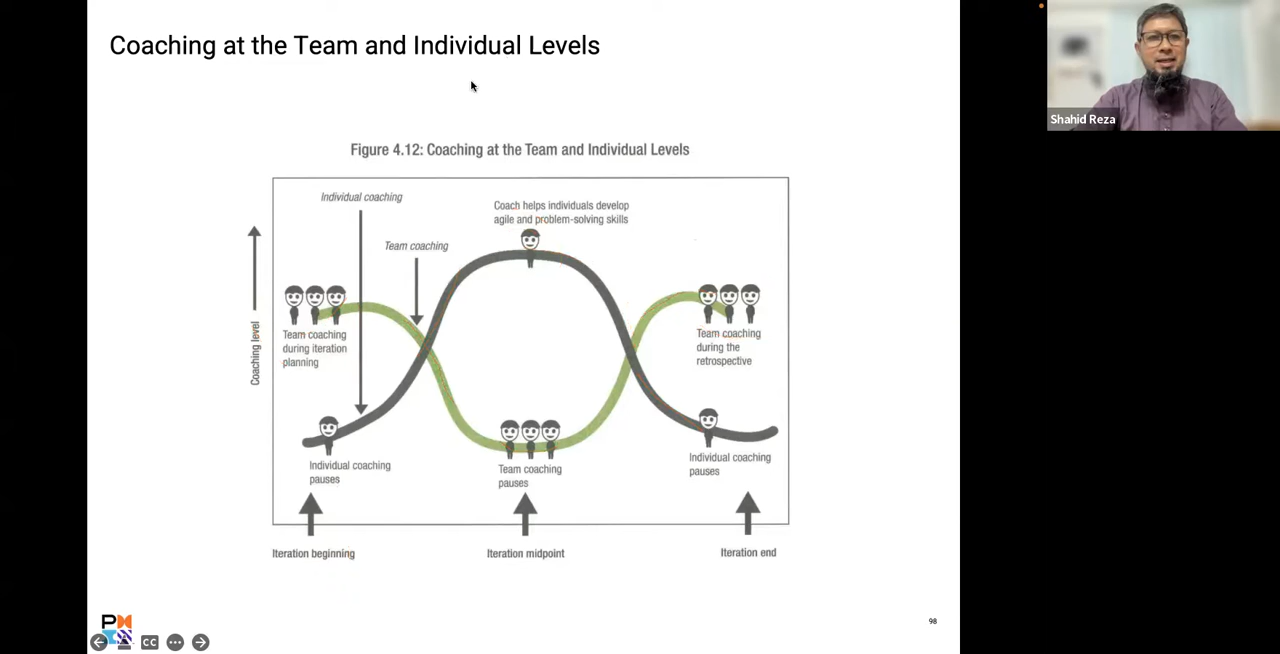 Coaching at the Team and Individual Levels
Shahid Reza
Figure 4.12: Coaching at the Team and Individual Levels
Individual coaching
Coach helps individuals develop
agile and problem-solving skills
Team coaching
Coaching level
Team coaching
during iteration
planning
Team coaching
during the
retrospective
Individual coaching
pauses
Team coaching
pauses
Individual coaching
pauses
Iteration beginning
Iteration midpoint
Iteration end
PM
98
CC